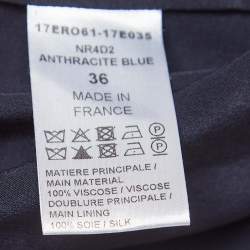 17ERO61-17E035
NR4D2
ANTHRACITE BLUE
36
MADE IN
FRANCE
MATIERE PRINCIPALE /
MAIN MATERIAL
100% VISCOSE / VISCOSE
DOUBLURE PRINCIPALE /
MAIN LINING
100% SOIE / SILK